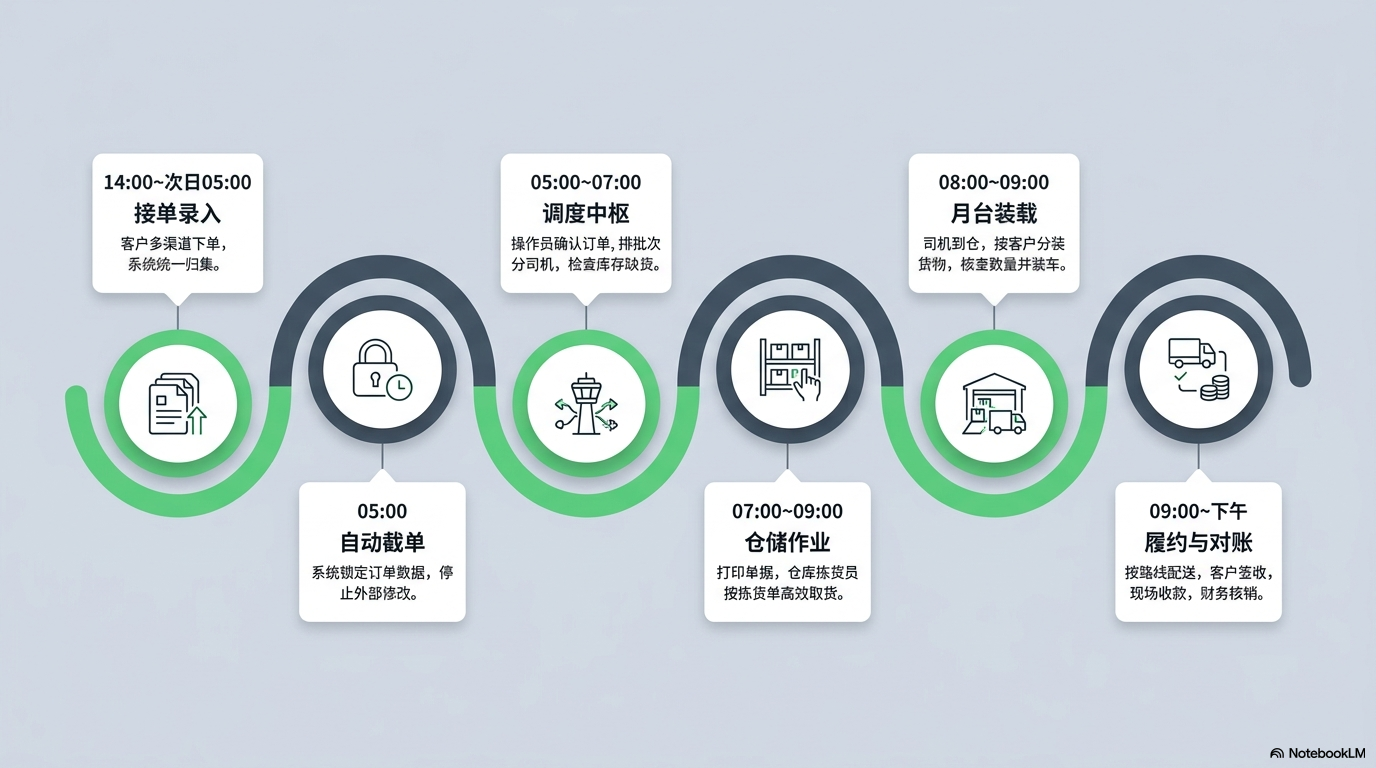 14:00~次日05:00
接单录入
客户多渠道下单，
系统统一归集。
05:00
自动截单
系统锁定订单数据，停
止外部修改。
05:00~07:00
调度中枢
操作员确认订单, 排批次
分司机，检查库存缺货。
07:00~09:00
仓储作业
打印单据，仓库拣货员
按拣货单高效取货。
08:00~09:00
月台装载
司机到仓，按客户分装
货物，核查数量并装车。
09:00~下午
履约与对账
按路线配送，客户签收，
现场收款，财务核销。
NotebookLM